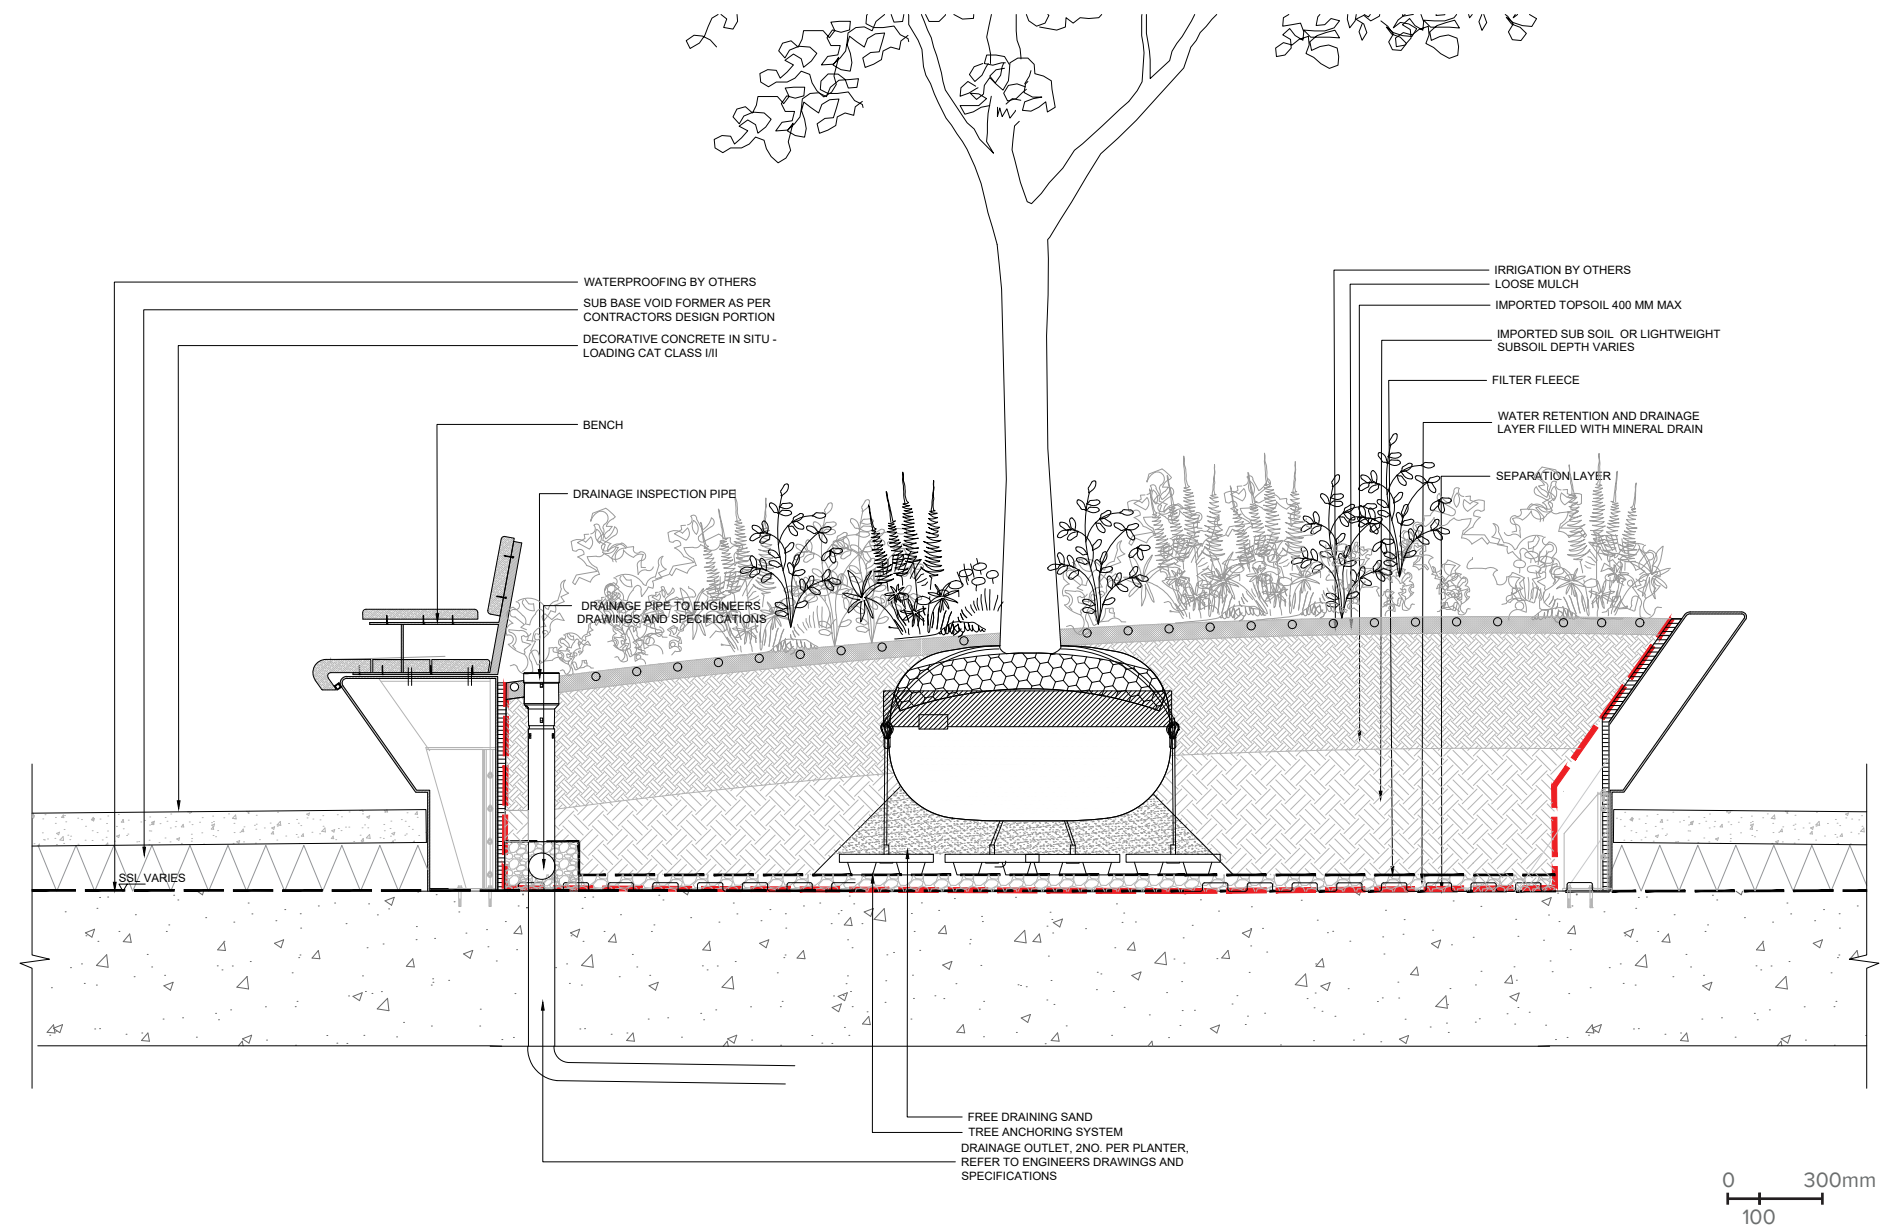 WATERPROOFING BY OTHERS
SUB BASE VOID FORMER AS PER
CONTRACTORS DESIGN PORTION
DECORATIVE CONCRETE IN SITU -
LOADING CAT CLASS I/II
BENCH
DRAINAGE INSPECTION PIPE
DRAINAGE PIPE TO ENGINEERS
DRAWINGS AND SPECIFICATIONS
SSL VARIES
IRRIGATION BY OTHERS
LOOSE MULCH
IMPORTED TOPSOIL 400 MM MAX
IMPORTED SUB SOIL OR LIGHTWEIGHT
SUBSOIL DEPTH VARIES
FILTER FLEECE
WATER RETENTION AND DRAINAGE
LAYER FILLED WITH MINERAL DRAIN
SEPARATION LAYER
FREE DRAINING SAND
TREE ANCHORING SYSTEM
DRAINAGE OUTLET, 2NO. PER PLANTER,
REFER TO ENGINEERS DRAWINGS AND
SPECIFICATIONS
0 300mm
100